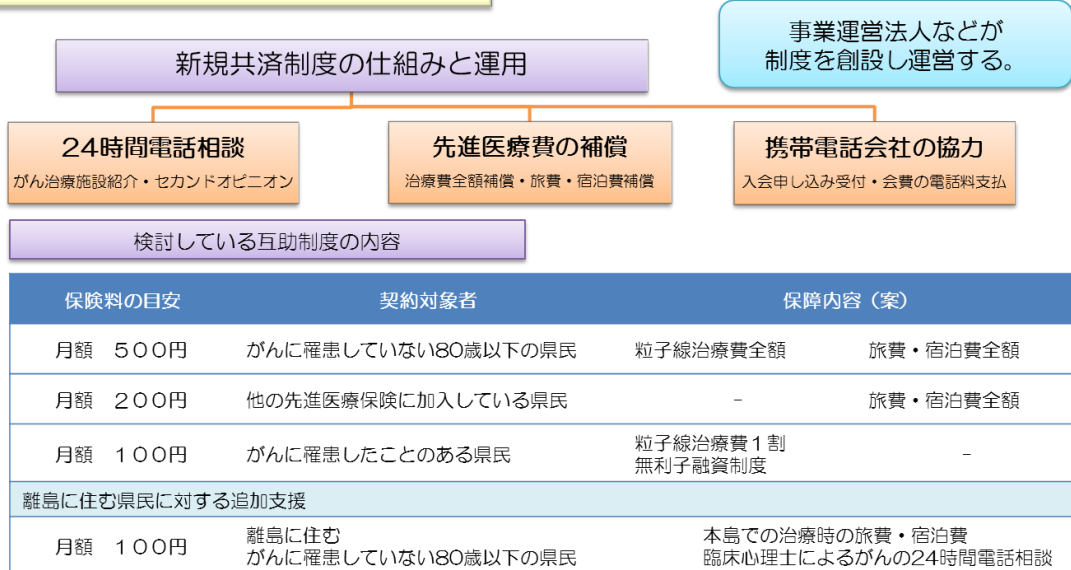 事業運営法人などが
制度を創設し運営する。
新規共済制度の仕組みと運用
24時間電話相談
がん治療施設紹介・セカンドオピニオン
先進医療費の補償
治療費全額補償・旅費・宿泊費補償
携帯電話会社の協力
入会申し込み受付・会費の電話料支払
検討している互助制度の内容
保険料の目安 契約対象者 保障内容(案)
月額 500円 がんに罹患していない80歳以下の県民 粒子線治療費全額 旅費・宿泊費全額
月額 200円 他の先進医療保険に加入している県民 - 旅費・宿泊費全額
月額 100円 がんに罹患したことのある県民 粒子線治療費1割
無利子融資制度 -
離島に住む県民に対する追加支援
月額 100円 離島に住む
がんに罹患していない80歳以下の県民 本島での治療時の旅費・宿泊費
臨床心理士によるがんの24時間電話相談